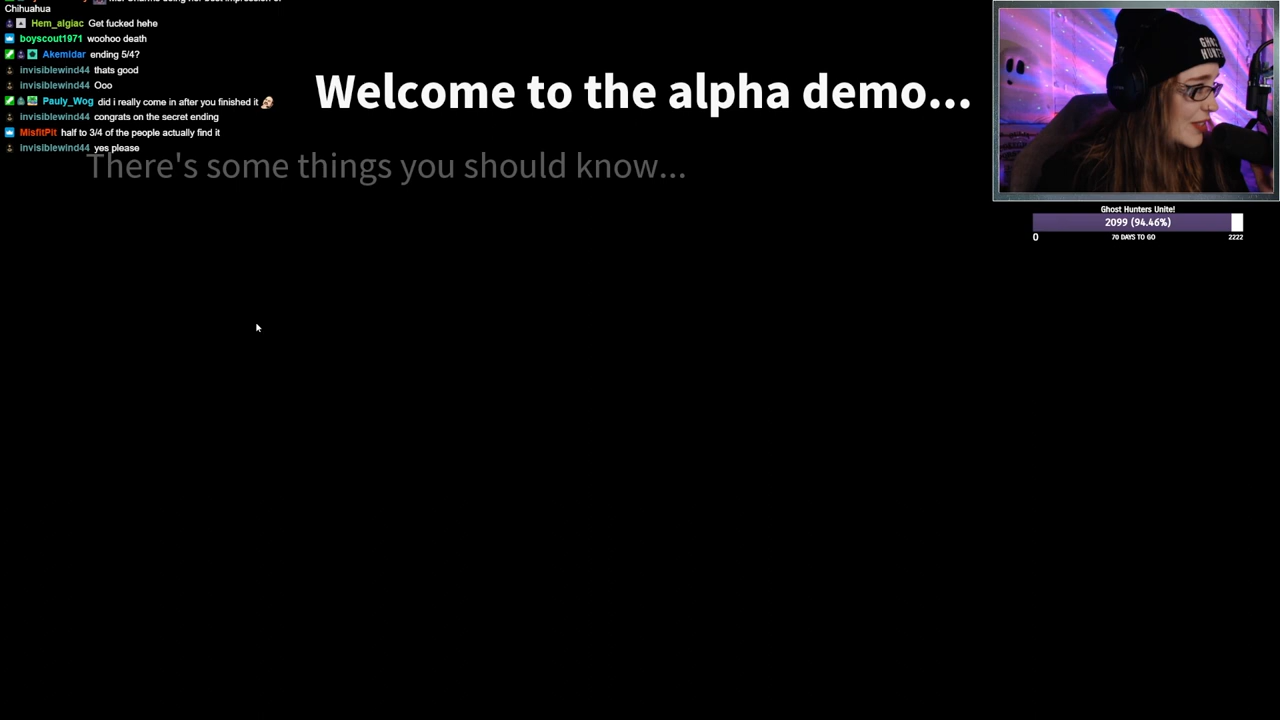 Chihuahua
Hem_algiac Get fucked hehe
boyscout1971 woohoo death
Akemidar ending 5/4?
invisiblewind44 thats good
invisiblewind44 Ooo
Pauly_Wog did i really come in after you finished it
invisiblewind44 congrats on the secret ending
MisfitPit half to 3/4 of the people actually find it
invisiblewind44 yes please
Welcome to the alpha demo...
There's some things you should know...
GHOST
HUNTER
Ghost Hunters Unite!
2099 (94.46%)
0 70 DAYS TO GO 2222